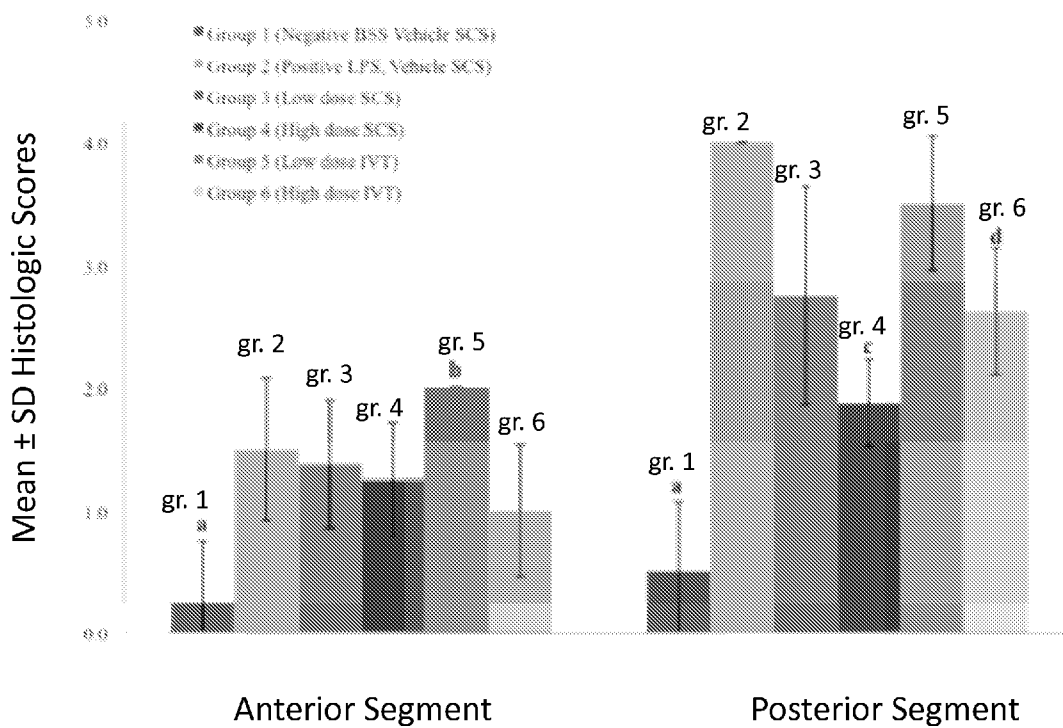 Mean ± SD Histologic Scores
5.0
4.0
3.0
2.0
1.0
0.0
Group 1 (Negative BSS Vehicle SCS)
Group 2 (Positive LPS, Vehicle SCS)
Group 3 (Low dose SCS)
Group 4 (High dose SCS)
Group 5 (Low dose IVT)
Group 6 (High dose IVT)
gr. 1
a
gr. 2
gr. 3
gr. 4
gr. 5
b
gr. 6
gr. 1
a
gr. 2
gr. 3
gr. 4
c
gr. 5
gr. 6
d
Anterior Segment
Posterior Segment